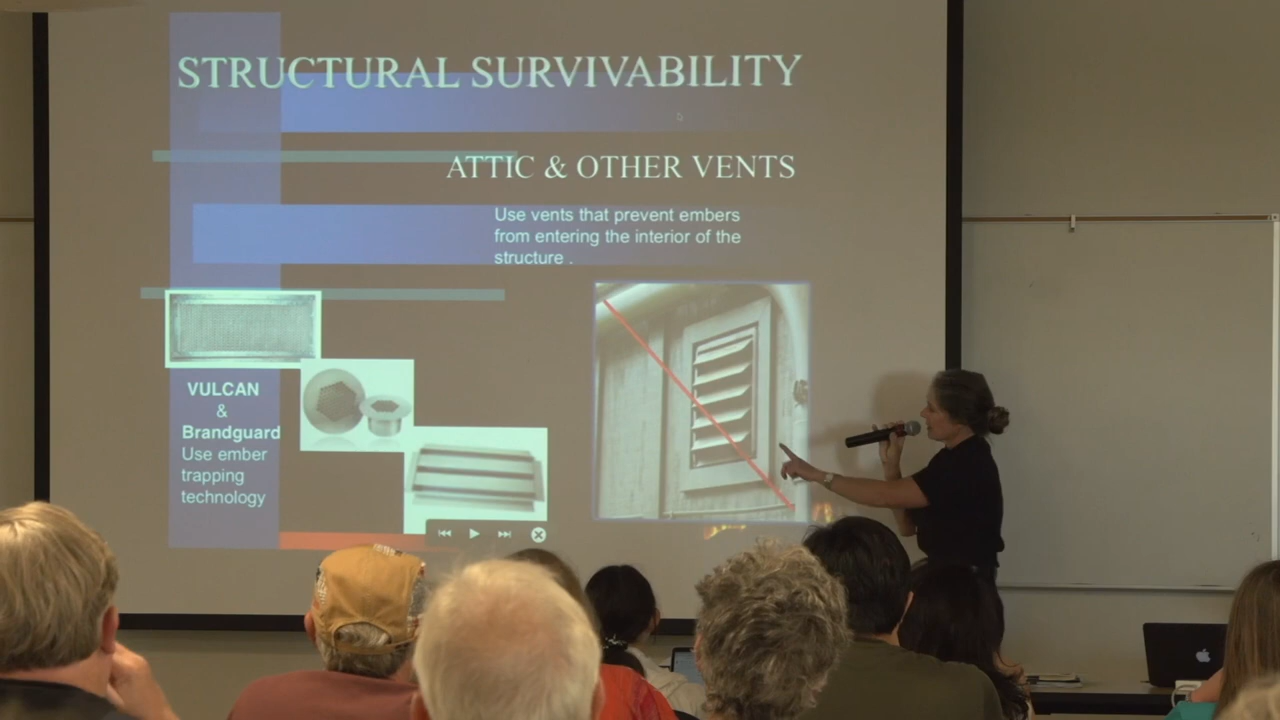 STRUCTURAL SURVIVABILITY
ATTIC & OTHER VENTS
Use vents that prevent embers
from entering the interior of the
structure .
VULCAN
&
Brandguard
Use ember
trapping
technology